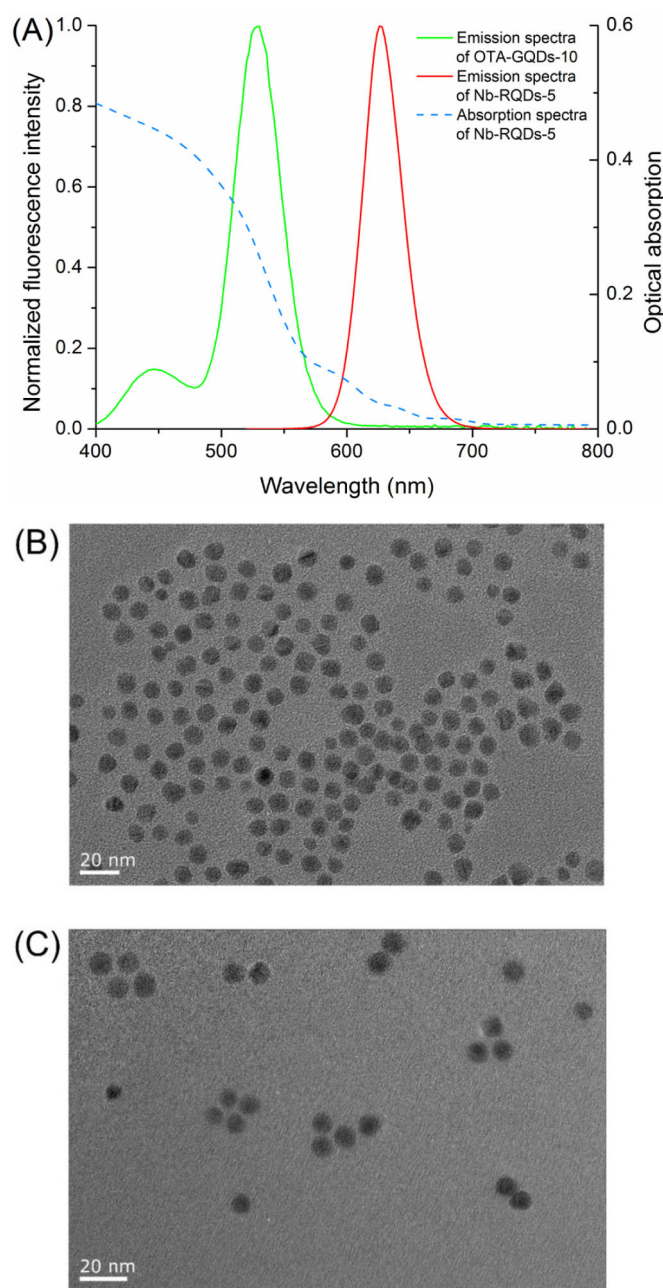 (A)
Normalized fluorescence intensity
1.0
0.8
0.6
0.4
0.2
0.0
Emission spectra
of OTA-GQDs-10
Emission spectra
of Nb-RQDs-5
Absorption spectra
of Nb-RQDs-5
0.6
0.4
0.2
0.0
Optical absorption
400
500
600
700
800
Wavelength (nm)
(B)
20 nm
(C)
20 nm